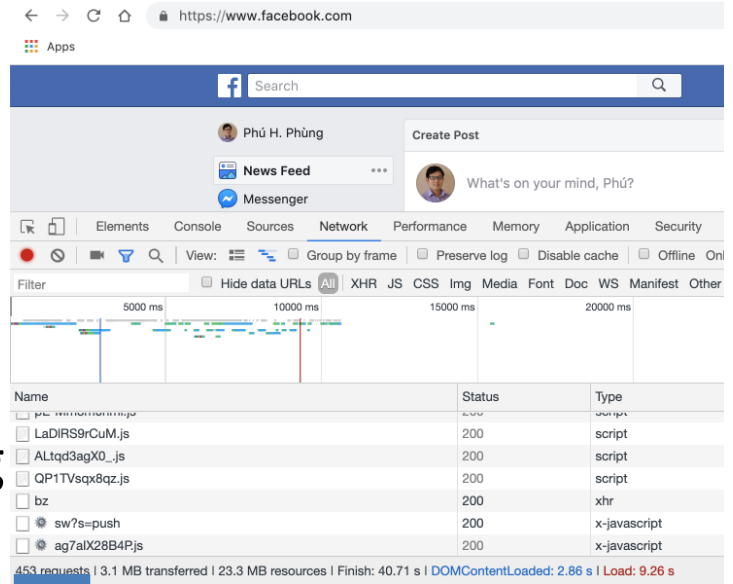 https://www.facebook.com
Apps
f Search
Phú H. Phùng
Create Post
News Feed
What's on your mind, Phú?
Messenger
Elements Console Sources Network Performance Memory Application Security
View: Group by frame Preserve log Disable cache Offline Onl
Filter Hide data URLs All XHR JS CSS Img Media Font Doc WS Manifest Other
5000 ms 10000 ms 15000 ms 20000 ms
Name Status Type
LaDlRS9rCuM.js 200 script
ALtqd3agX0_.js 200 script
QP1TVsqx8qz.js 200 script
bz 200 xhr
sw?s=push 200 x-javascript
ag7alX28B4P.js 200 x-javascript
453 requests | 3.1 MB transferred | 23.3 MB resources | Finish: 40.71 s | DOMContentLoaded: 2.86 s | Load: 9.26 s